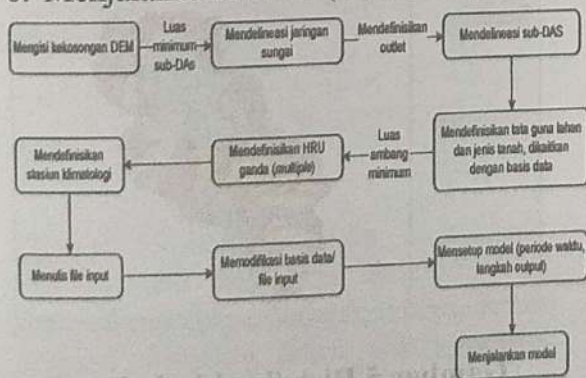 Mengisi kekosongan DEM
Luas
minimum
sub-DAs
Mendelineasi jaringan
sungai
Mendefinisikan
outlet
Mendelineasi sub-DAS
Mendefinisikan tata guna lahan
dan jenis tanah, dikaitkan
dengan basis data
Luas
ambang
minimum
Mendefinisikan HRU
ganda (multiple)
Mendefinisikan
stasiun klimatologi
Menulis file input
Memodifikasi basis data/
file input
Mensetup model (periode waktu,
langkah output)
Menjalankan model